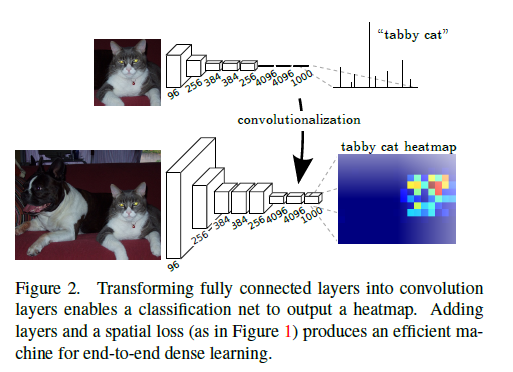 “tabby cat”
96
256
384
384
256
4096
4096
1000
convolutionalization
tabby cat heatmap
96
256
384
384
256
4096
4096
1000
Figure 2. Transforming fully connected layers into convolution
layers enables a classification net to output a heatmap. Adding
layers and a spatial loss (as in Figure 1) produces an efficient ma-
chine for end-to-end dense learning.